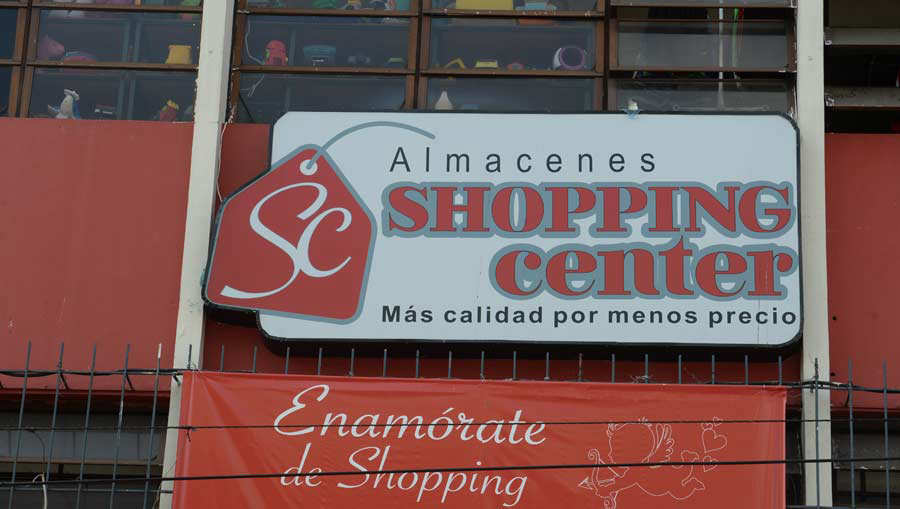 Almacenes
SC
SHOPPING
center
Más calidad por menos precio
Enamórate
de Shopping